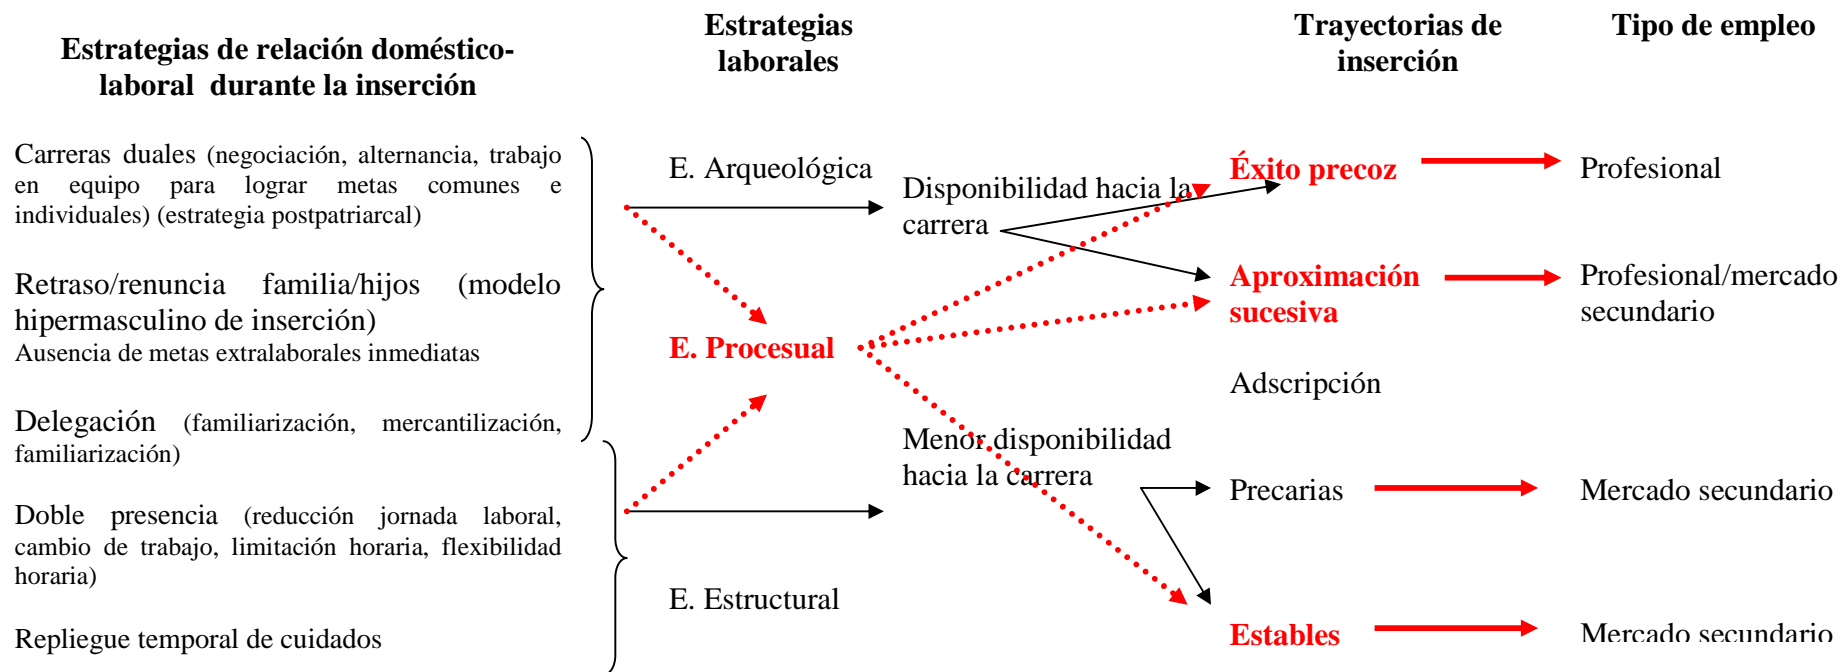 Estrategias de relación doméstico-
laboral durante la inserción
Estrategias
laborales
Trayectorias de
inserción
Tipo de empleo
Carreras duales (negociación, alternancia, trabajo
en equipo para lograr metas comunes e
individuales) (estrategia postpatriarcal)
Retraso/renuncia familia/hijos (modelo
hipermasculino de inserción)
Ausencia de metas extralaborales inmediatas
Delegación (familiarización, mercantilización,
familiarización)
Doble presencia (reducción jornada laboral,
cambio de trabajo, limitación horaria, flexibilidad
horaria)
Repliegue temporal de cuidados
E. Arqueológica
E. Procesual
E. Estructural
Disponibilidad hacia la
carrera
Menor disponibilidad
hacia la carrera
Éxito precoz
Aproximación
sucesiva
Adscripción
Precarias
Estables
Profesional
Profesional/mercado
secundario
Mercado secundario
Mercado secundario